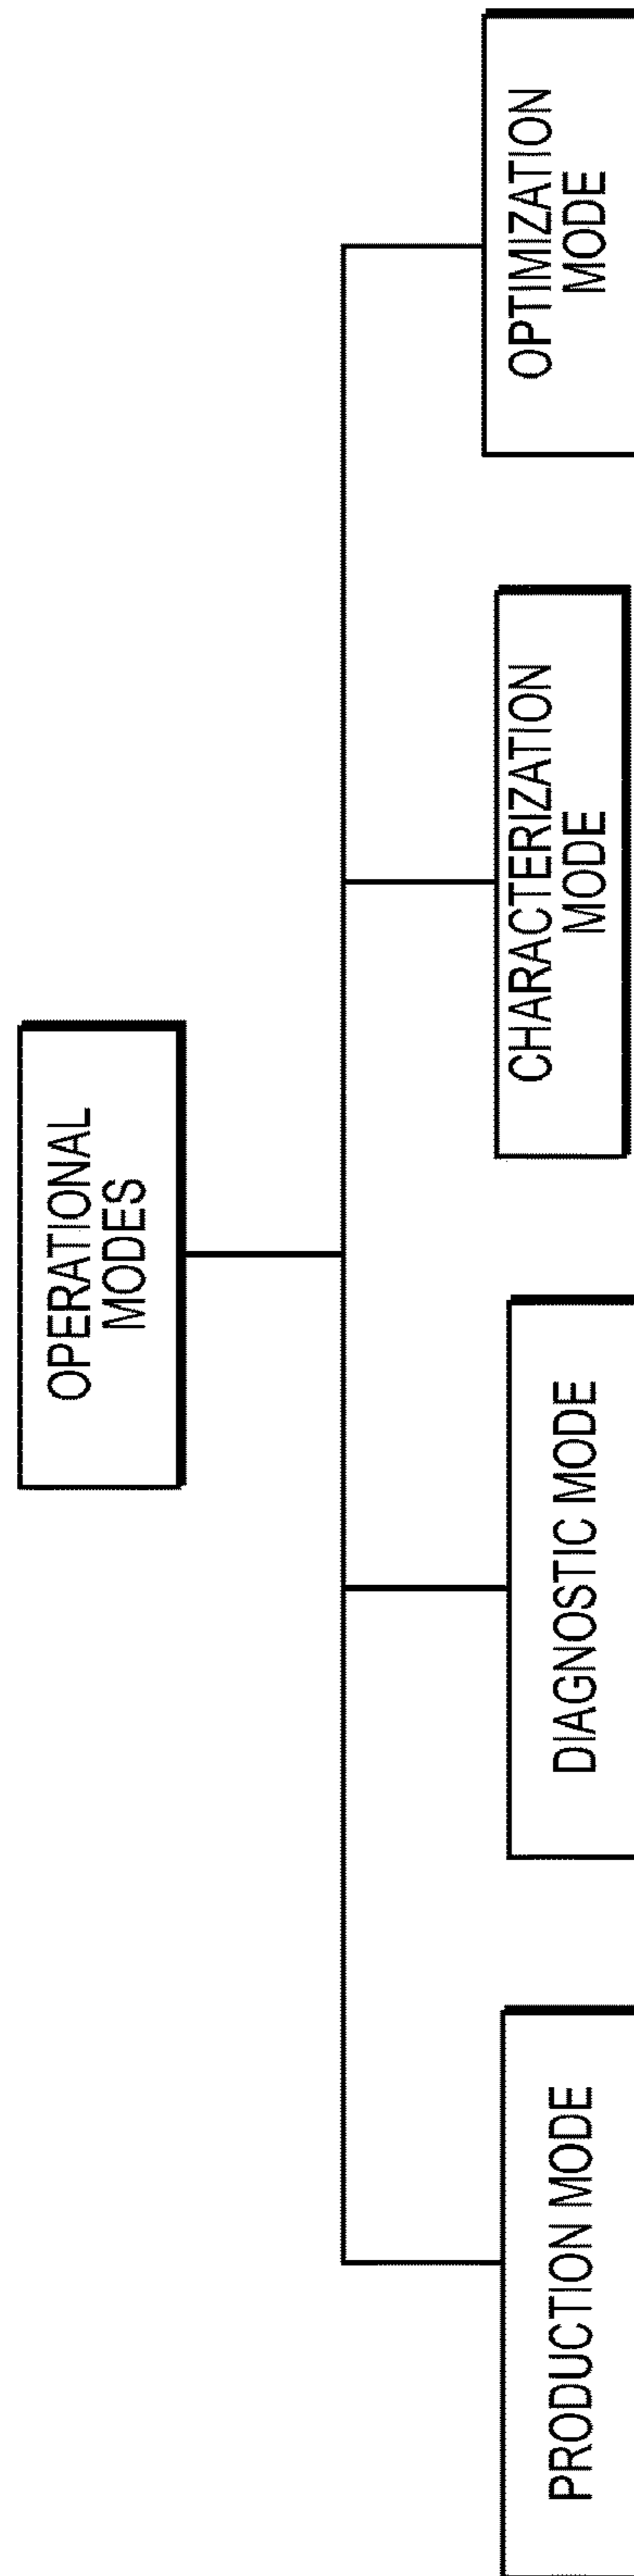 OPERATIONAL
MODES
PRODUCTION MODE
DIAGNOSTIC MODE
CHARACTERIZATION
MODE
OPTIMIZATION
MODE